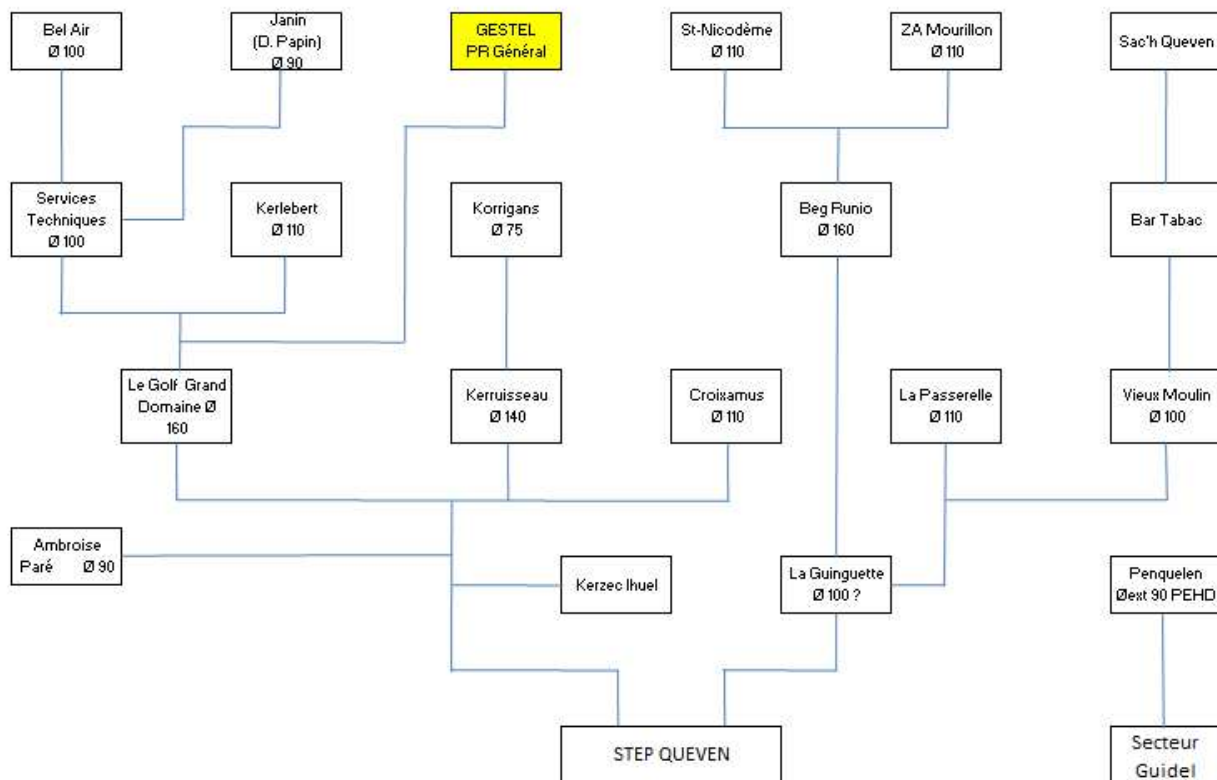 Bel Air
Ø 100
Janin
(D. Papin)
Ø 90
GESTEL
PR Général
St-Nicodème
Ø 110
ZA Mourillon
Ø 110
Sac'h Queven
Services
Techniques
Ø 100
Kerlebert
Ø 110
Korrigans
Ø 75
Beg Runio
Ø 160
Bar Tabac
Le Golf Grand
Domaine Ø
160
Kerruisseau
Ø 140
Croixamus
Ø 110
La Passerelle
Ø 110
Vieux Moulin
Ø 100
Ambroise
Paré Ø 90
Kerzec Ihuel
La Guinguette
Ø 100 ?
Penquelen
Øext 90 PEHD
STEP QUEVEN
Secteur
Guidel